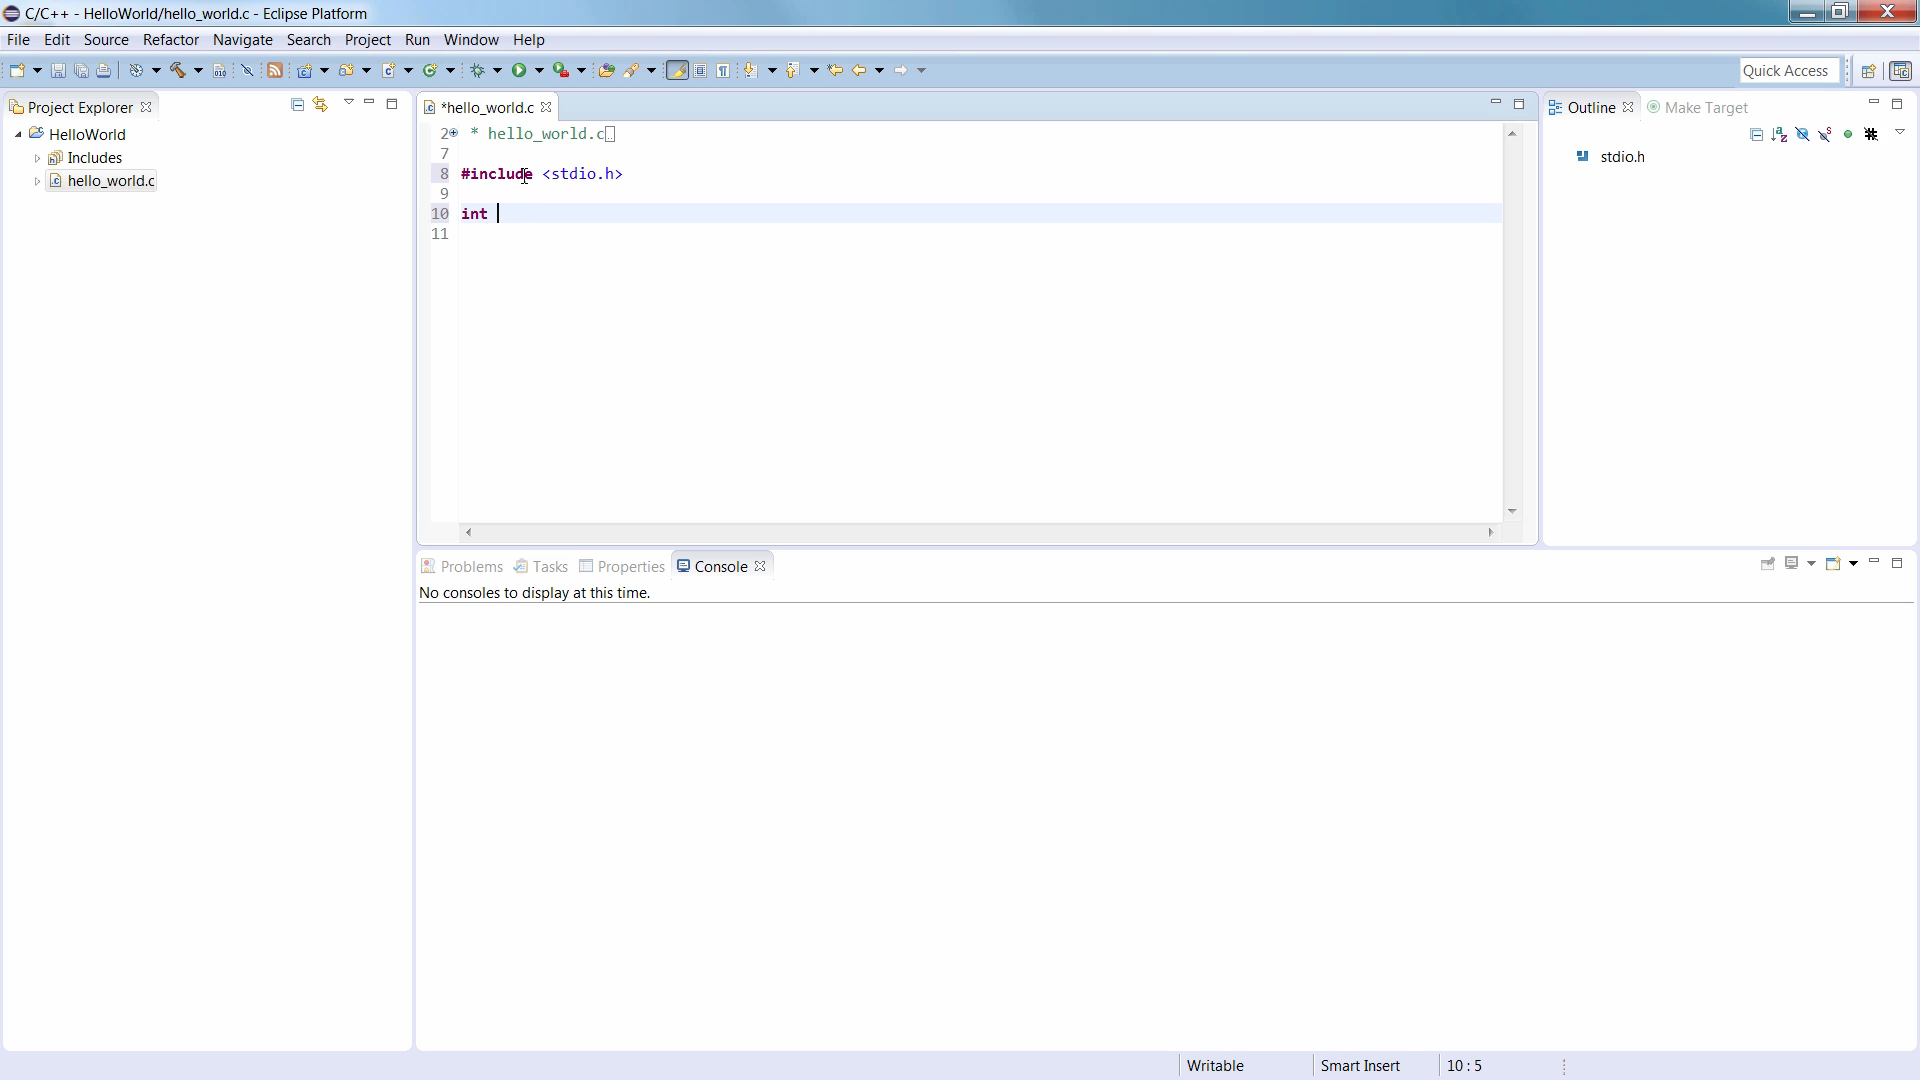 C/C++ - HelloWorld/hello_world.c - Eclipse Platform
File Edit Source Refactor Navigate Search Project Run Window Help
Quick Access
Project Explorer
HelloWorld
Includes
hello_world.c
*hello_world.c
2 * hello_world.c
7
8 #include <stdio.h>
9
10 int
11
Outline Make Target
stdio.h
Problems Tasks Properties Console
No consoles to display at this time.
Writable Smart Insert 10 : 5